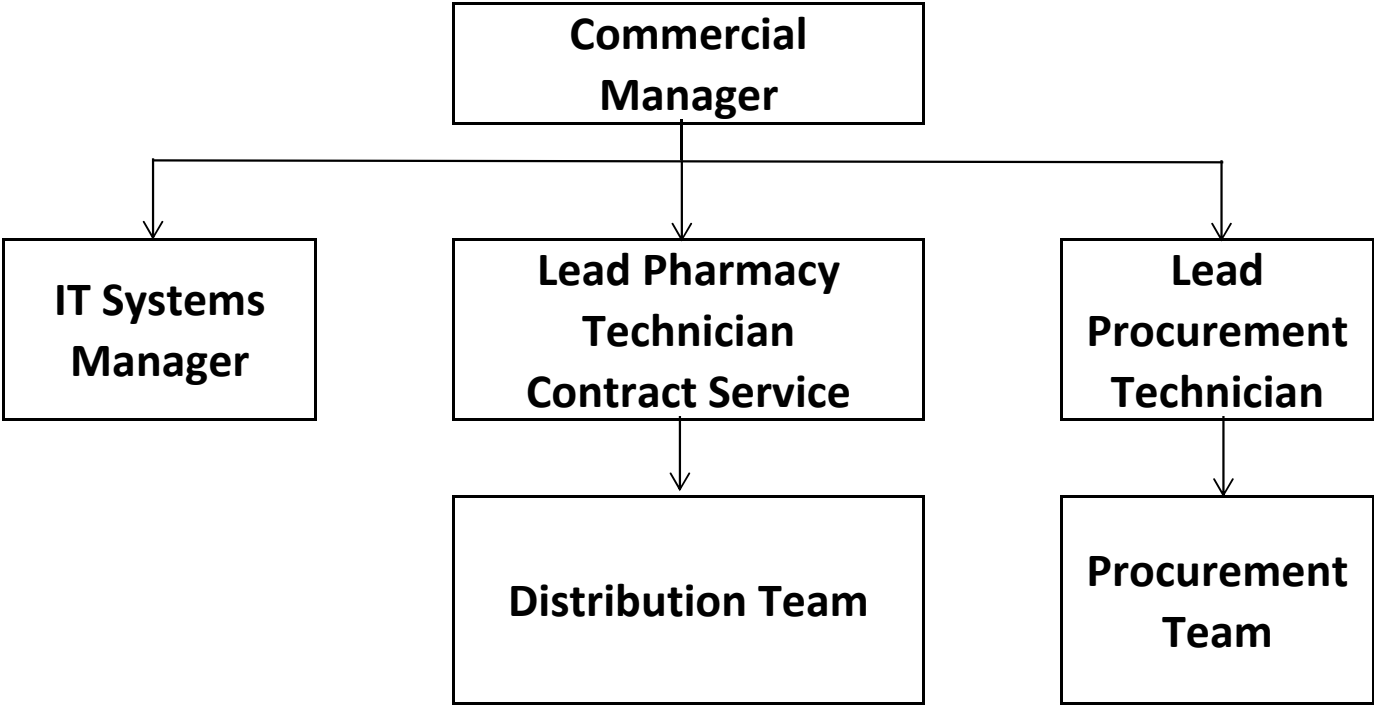 Commercial
Manager
IT Systems
Manager
Lead Pharmacy
Technician
Contract Service
Lead
Procurement
Technician
Distribution Team
Procurement
Team